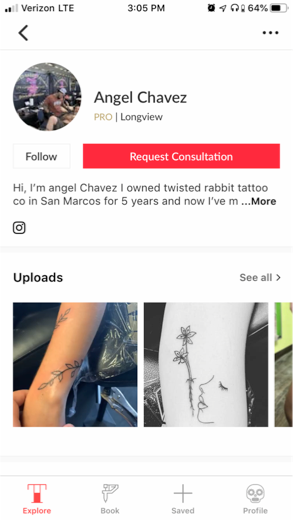 Verizon LTE 3:05 PM 64%
Angel Chavez
PRO | Longview
Follow
Request Consultation
Hi, I'm angel Chavez I owned twisted rabbit tattoo
co in San Marcos for 5 years and now I've m ...More
Uploads
See all >
Explore
Book
Saved
Profile